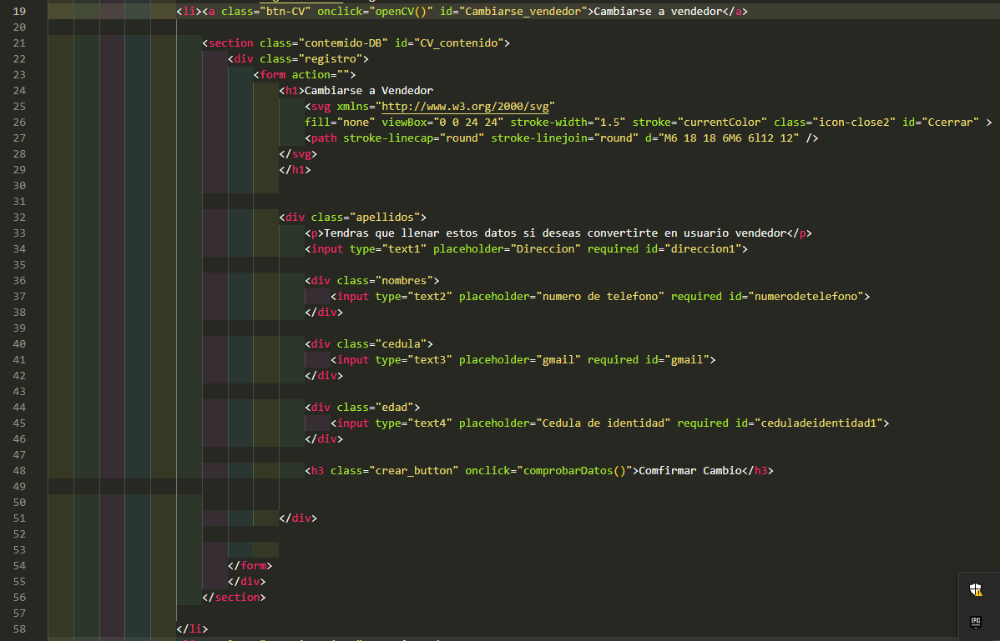 19 <li><a class="btn-CV" onclick="openCV()" id="Cambiarse_vendedor">Cambiarse a vendedor</a>
20
21 <section class="contemido-DB" id="CV_contenido">
22 <div class="registro">
23 <form action="">
24 <h1>Cambiarse a Vendedor
25 <svg xmlns="http://www.w3.org/2000/svg"
26 fill="none" viewBox="0 0 24 24" stroke-width="1.5" stroke="currentColor" class="icon-close2" id="Ccerrar" >
27 <path stroke-linecap="round" stroke-linejoin="round" d="M6 18 18 6M6 6l12 12" />
28 </svg>
29 </h1>
30
31
32 <div class="apellidos">
33 <p>Tendras que llenar estos datos si deseas convertirte en usuario vendedor</p>
34 <input type="text1" placeholder="Direccion" required id="direccion1">
35
36 <div class="nombres">
37 <input type="text2" placeholder="numero de telefono" required id="numerodetelefono">
38 </div>
39
40 <div class="cedula">
41 <input type="text3" placeholder="gmail" required id="gmail">
42 </div>
43
44 <div class="edad">
45 <input type="text4" placeholder="Cedula de identidad" required id="ceduladeidentidad1">
46 </div>
47
48 <h3 class="crear_button" onclick="comprobarDatos()">Comfirmar Cambio</h3>
49
50
51 </div>
52
53
54 </form>
55 </div>
56 </section>
57
58 </li>
EPIC